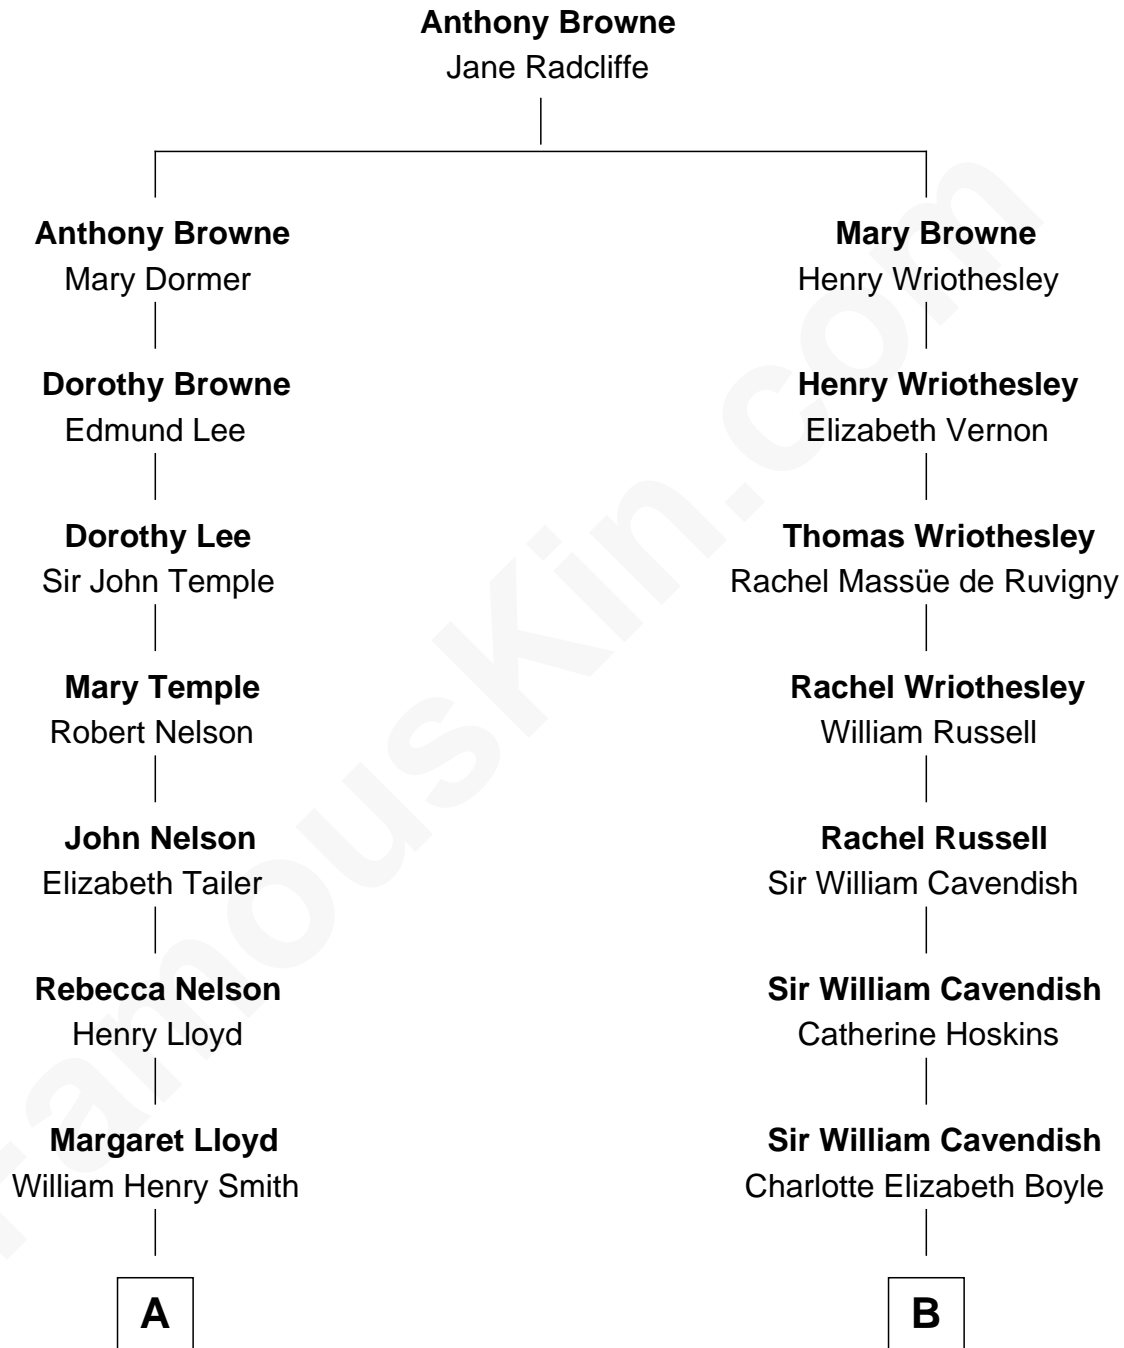 Anthony Browne
Jane Radcliffe
Anthony Browne
Mary Dormer
Mary Browne
Henry Wriothesley
Dorothy Browne
Edmund Lee
Henry Wriothesley
Elizabeth Vernon
Dorothy Lee
Sir John Temple
Thomas Wriothesley
Rachel Massüe de Ruvigny
Mary Temple
Robert Nelson
Rachel Wriothesley
William Russell
John Nelson
Elizabeth Tailer
Rachel Russell
Sir William Cavendish
Rebecca Nelson
Henry Lloyd
Sir William Cavendish
Catherine Hoskins
Margaret Lloyd
William Henry Smith
Sir William Cavendish
Charlotte Elizabeth Boyle
A
B
FamousKin.com